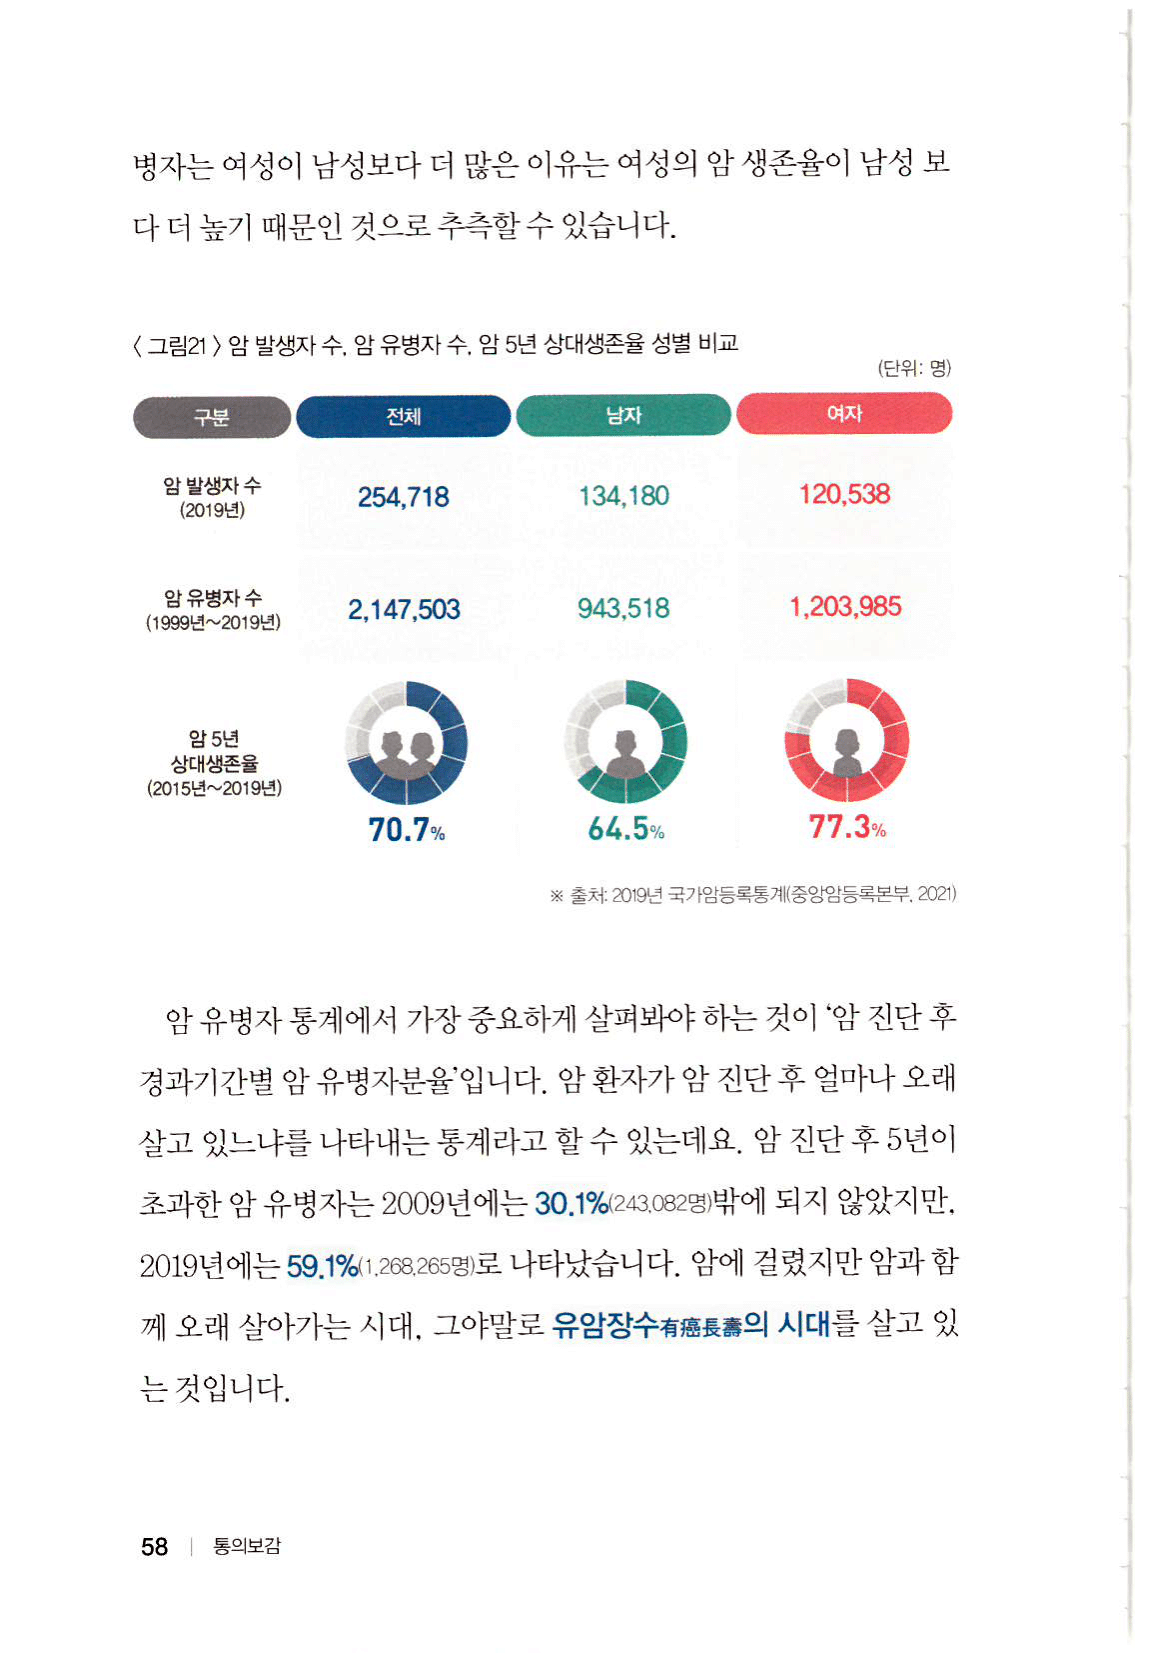 병자는 여성이 남성보다 더 많은 이유는 여성의 암 생존율이 남성 보
다 더 높기 때문인 것으로 추측할 수 있습니다.
〈 그림21 〉 암 발생자 수, 암 유병자 수, 암 5년 상대생존율 성별 비교
(단위: 명)
구분 전체 남자 여자
암 발생자 수
(2019년)
254,718 134,180 120,538
암 유병자 수
(1999년~2019년)
2,147,503 943,518 1,203,985
암 5년
상대생존율
(2015년~2019년)
70.7% 64.5% 77.3%
※ 출처: 2019년 국가암등록통계(중앙암등록본부, 2021)
암 유병자 통계에서 가장 중요하게 살펴봐야 하는 것이 ‘암 진단 후
경과기간별 암 유병자분율’입니다. 암 환자가 암 진단 후 얼마나 오래
살고 있느냐를 나타내는 통계라고 할 수 있는데요. 암 진단 후 5년이
초과한 암 유병자는 2009년에는 30.1%(243,082명)밖에 되지 않았지만,
2019년에는 59.1%(1,268,265명)로 나타났습니다. 암에 걸렸지만 암과 함
께 오래 살아가는 시대, 그야말로 유암장수有癌長壽의 시대를 살고 있
는 것입니다.
58 | 통의보감